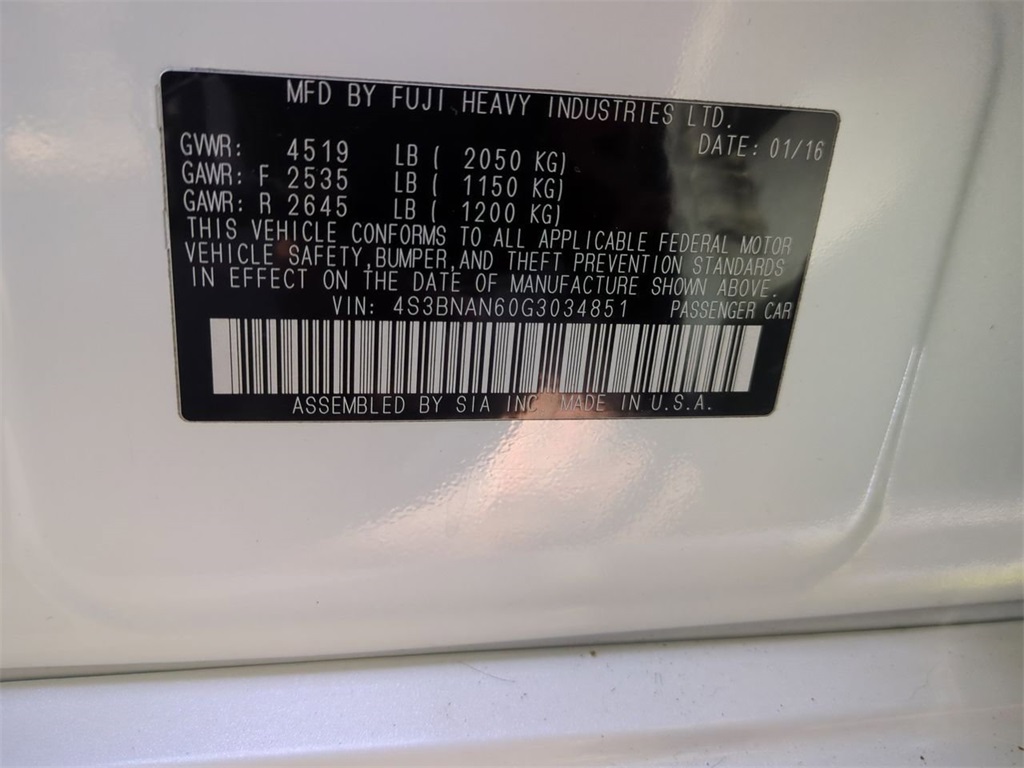 MFD BY FUJI HEAVY INDUSTRIES LTD.
GVWR: 4519 LB ( 2050 KG) DATE: 01/16
GAWR: F 2535 LB ( 1150 KG)
GAWR: R 2645 LB ( 1200 KG)
THIS VEHICLE CONFORMS TO ALL APPLICABLE FEDERAL MOTOR
VEHICLE SAFETY, BUMPER, AND THEFT PREVENTION STANDARDS
IN EFFECT ON THE DATE OF MANUFACTURE SHOWN ABOVE.
VIN: 4S3BNAN60G3034851 PASSENGER CAR
ASSEMBLED BY SIA INC MADE IN U.S.A.